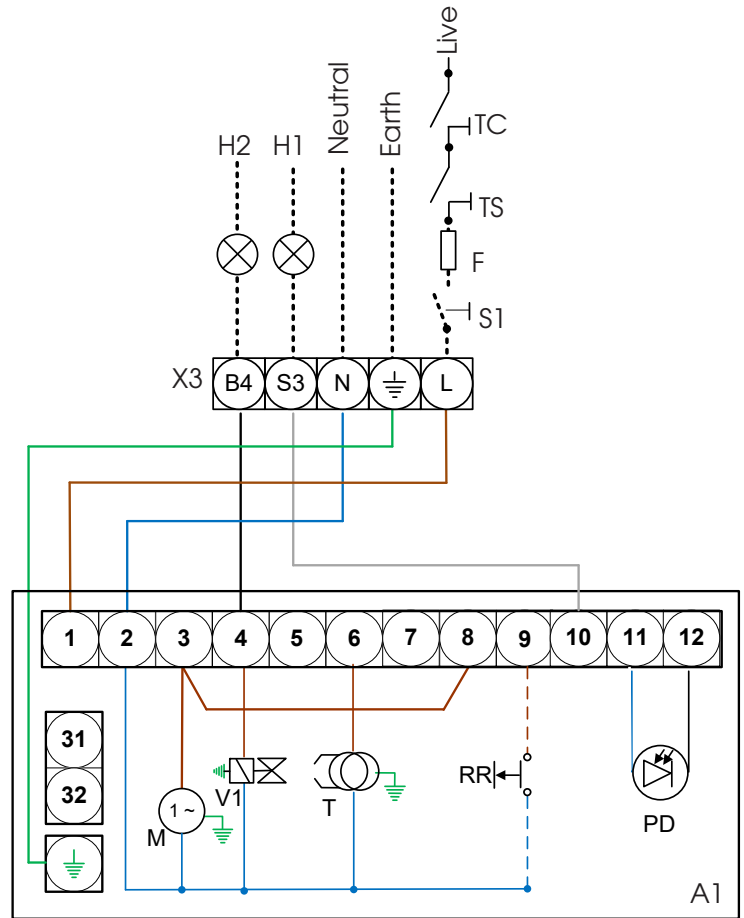 Live
TC
H2 H1 Neutral Earth
TS
F
S1
X3 B4 S3 N L
1 2 3 4 5 6 7 8 9 10 11 12
31
32
V1 T RR
1 ~
M PD
A1